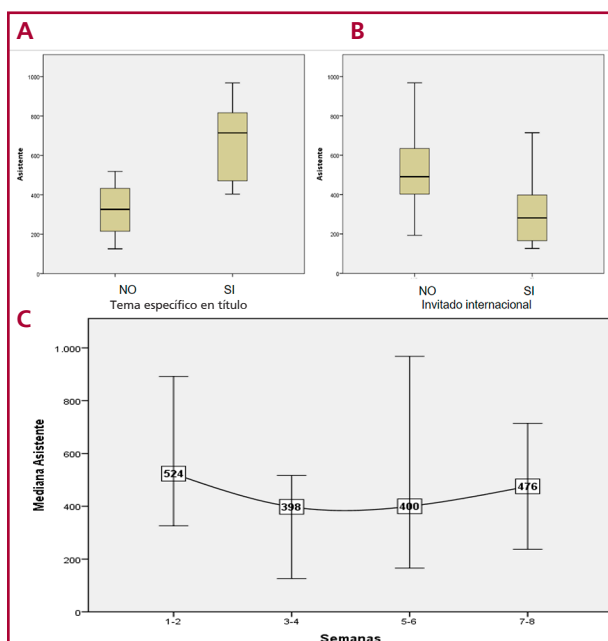 A
B
1000
800
600
400
200
0
Asistente
NO
SI
Tema específico en título
1000
800
600
400
200
0
Asistente
NO
SI
Invitado internacional
C
1.000
800
600
400
200
0
Mediana Asistente
524
398
400
476
1-2
3-4
5-6
7-8
Semanas